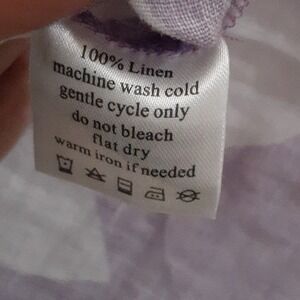 100% Linen
machine wash cold
gentle cycle only
do not bleach
flat dry
warm iron if needed